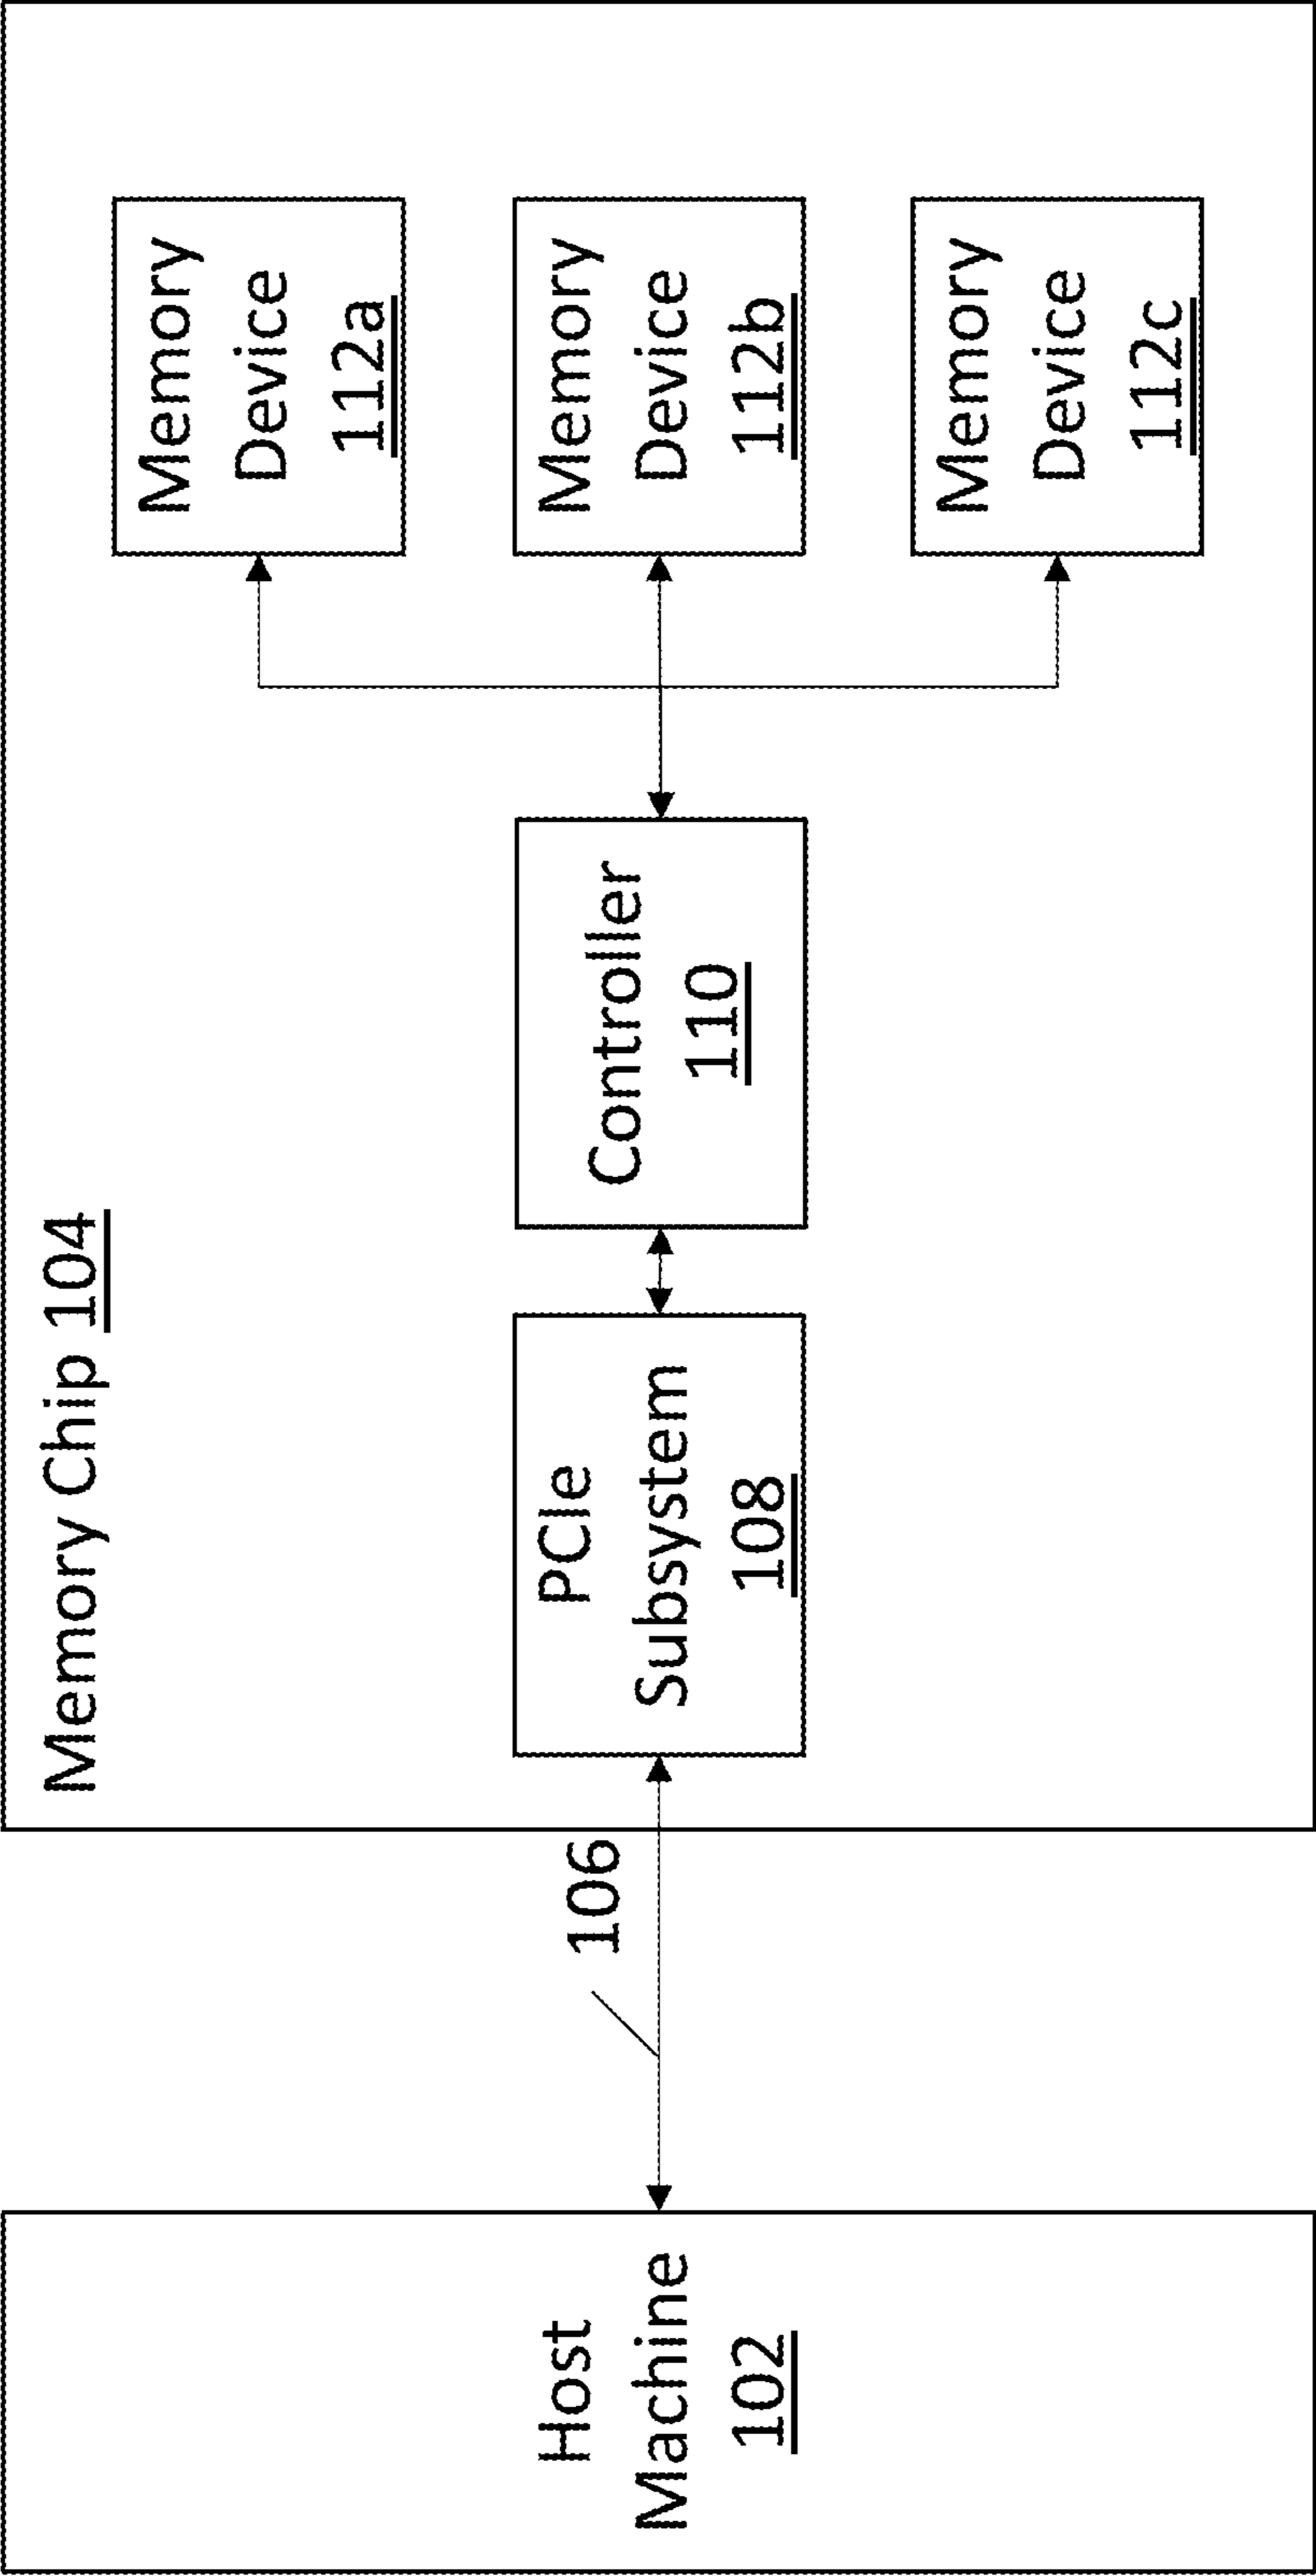 Host
Machine
102
106
Memory Chip 104
PCIe
Subsystem
108
Controller
110
Memory
Device
112a
Memory
Device
112b
Memory
Device
112c